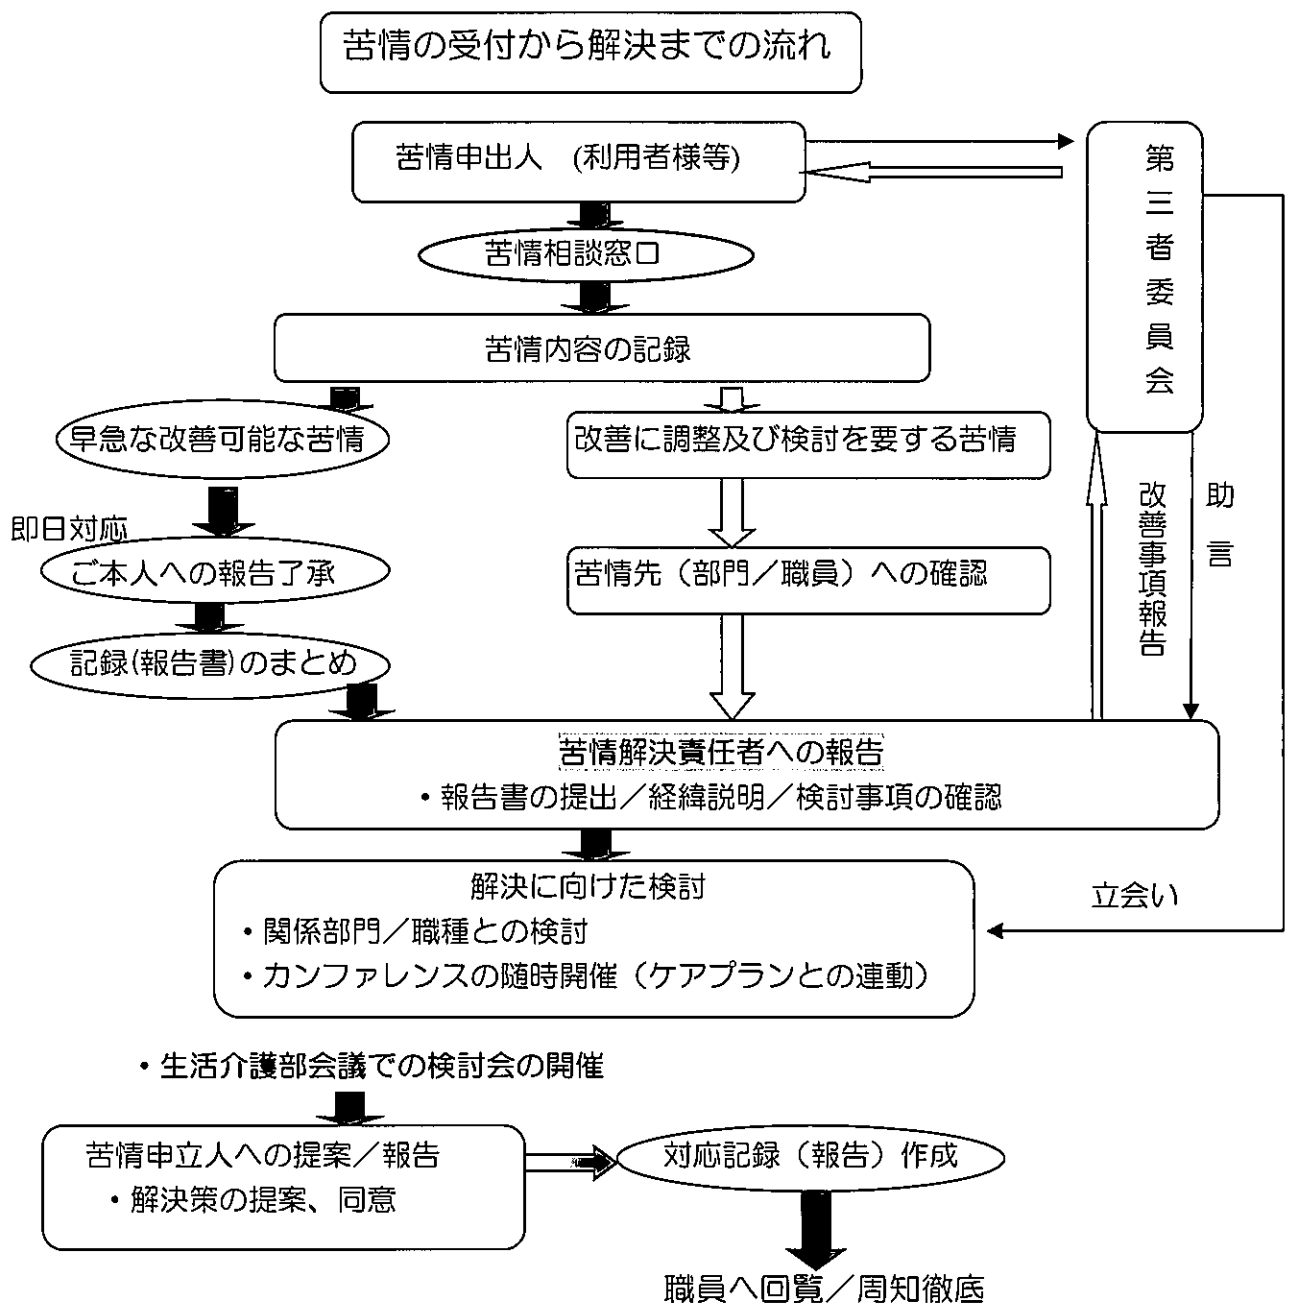 苦情の受付から解決までの流れ
苦情申出人　(利用者様等)
第三者委員会
苦情相談窓口
苦情内容の記録
早急な改善可能な苦情
改善に調整及び検討を要する苦情
改善事項報告
助言
即日対応
ご本人への報告了承
苦情先（部門／職員）への確認
記録(報告書)のまとめ
苦情解決責任者への報告
・報告書の提出／経緯説明／検討事項の確認
解決に向けた検討
・関係部門／職種との検討
・カンファレンスの随時開催（ケアプランとの連動）
立会い
・生活介護部会議での検討会の開催
苦情申立人への提案／報告
・解決策の提案、同意
対応記録（報告）作成
職員へ回覧／周知徹底